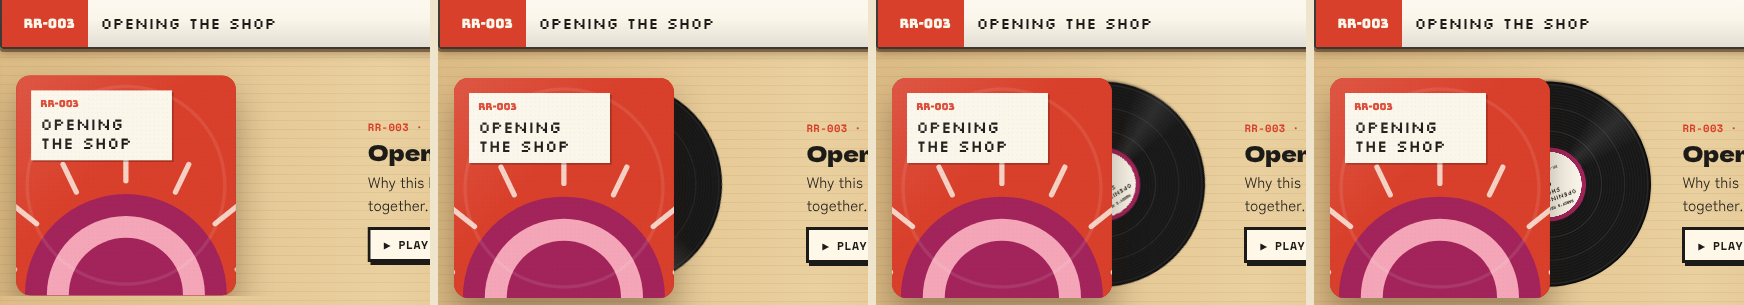 RR-003 OPENING THE SHOP
RR-003
OPENING
THE SHOP
RR-003 ·
Oper
Why this
together.
▶ PLAY
RR-003 OPENING THE SHOP
RR-003
OPENING
THE SHOP
RR-003 ·
Oper
Why this
together.
▶ PLAY
RR-003 OPENING THE SHOP
RR-003
OPENING
THE SHOP
RR-003 ·
Oper
Why this
together.
▶ PLAY
RR-003 OPENING THE SHOP
RR-003
OPENING
THE SHOP
RR-003 ·
Oper
Why this
together.
▶ PLAY